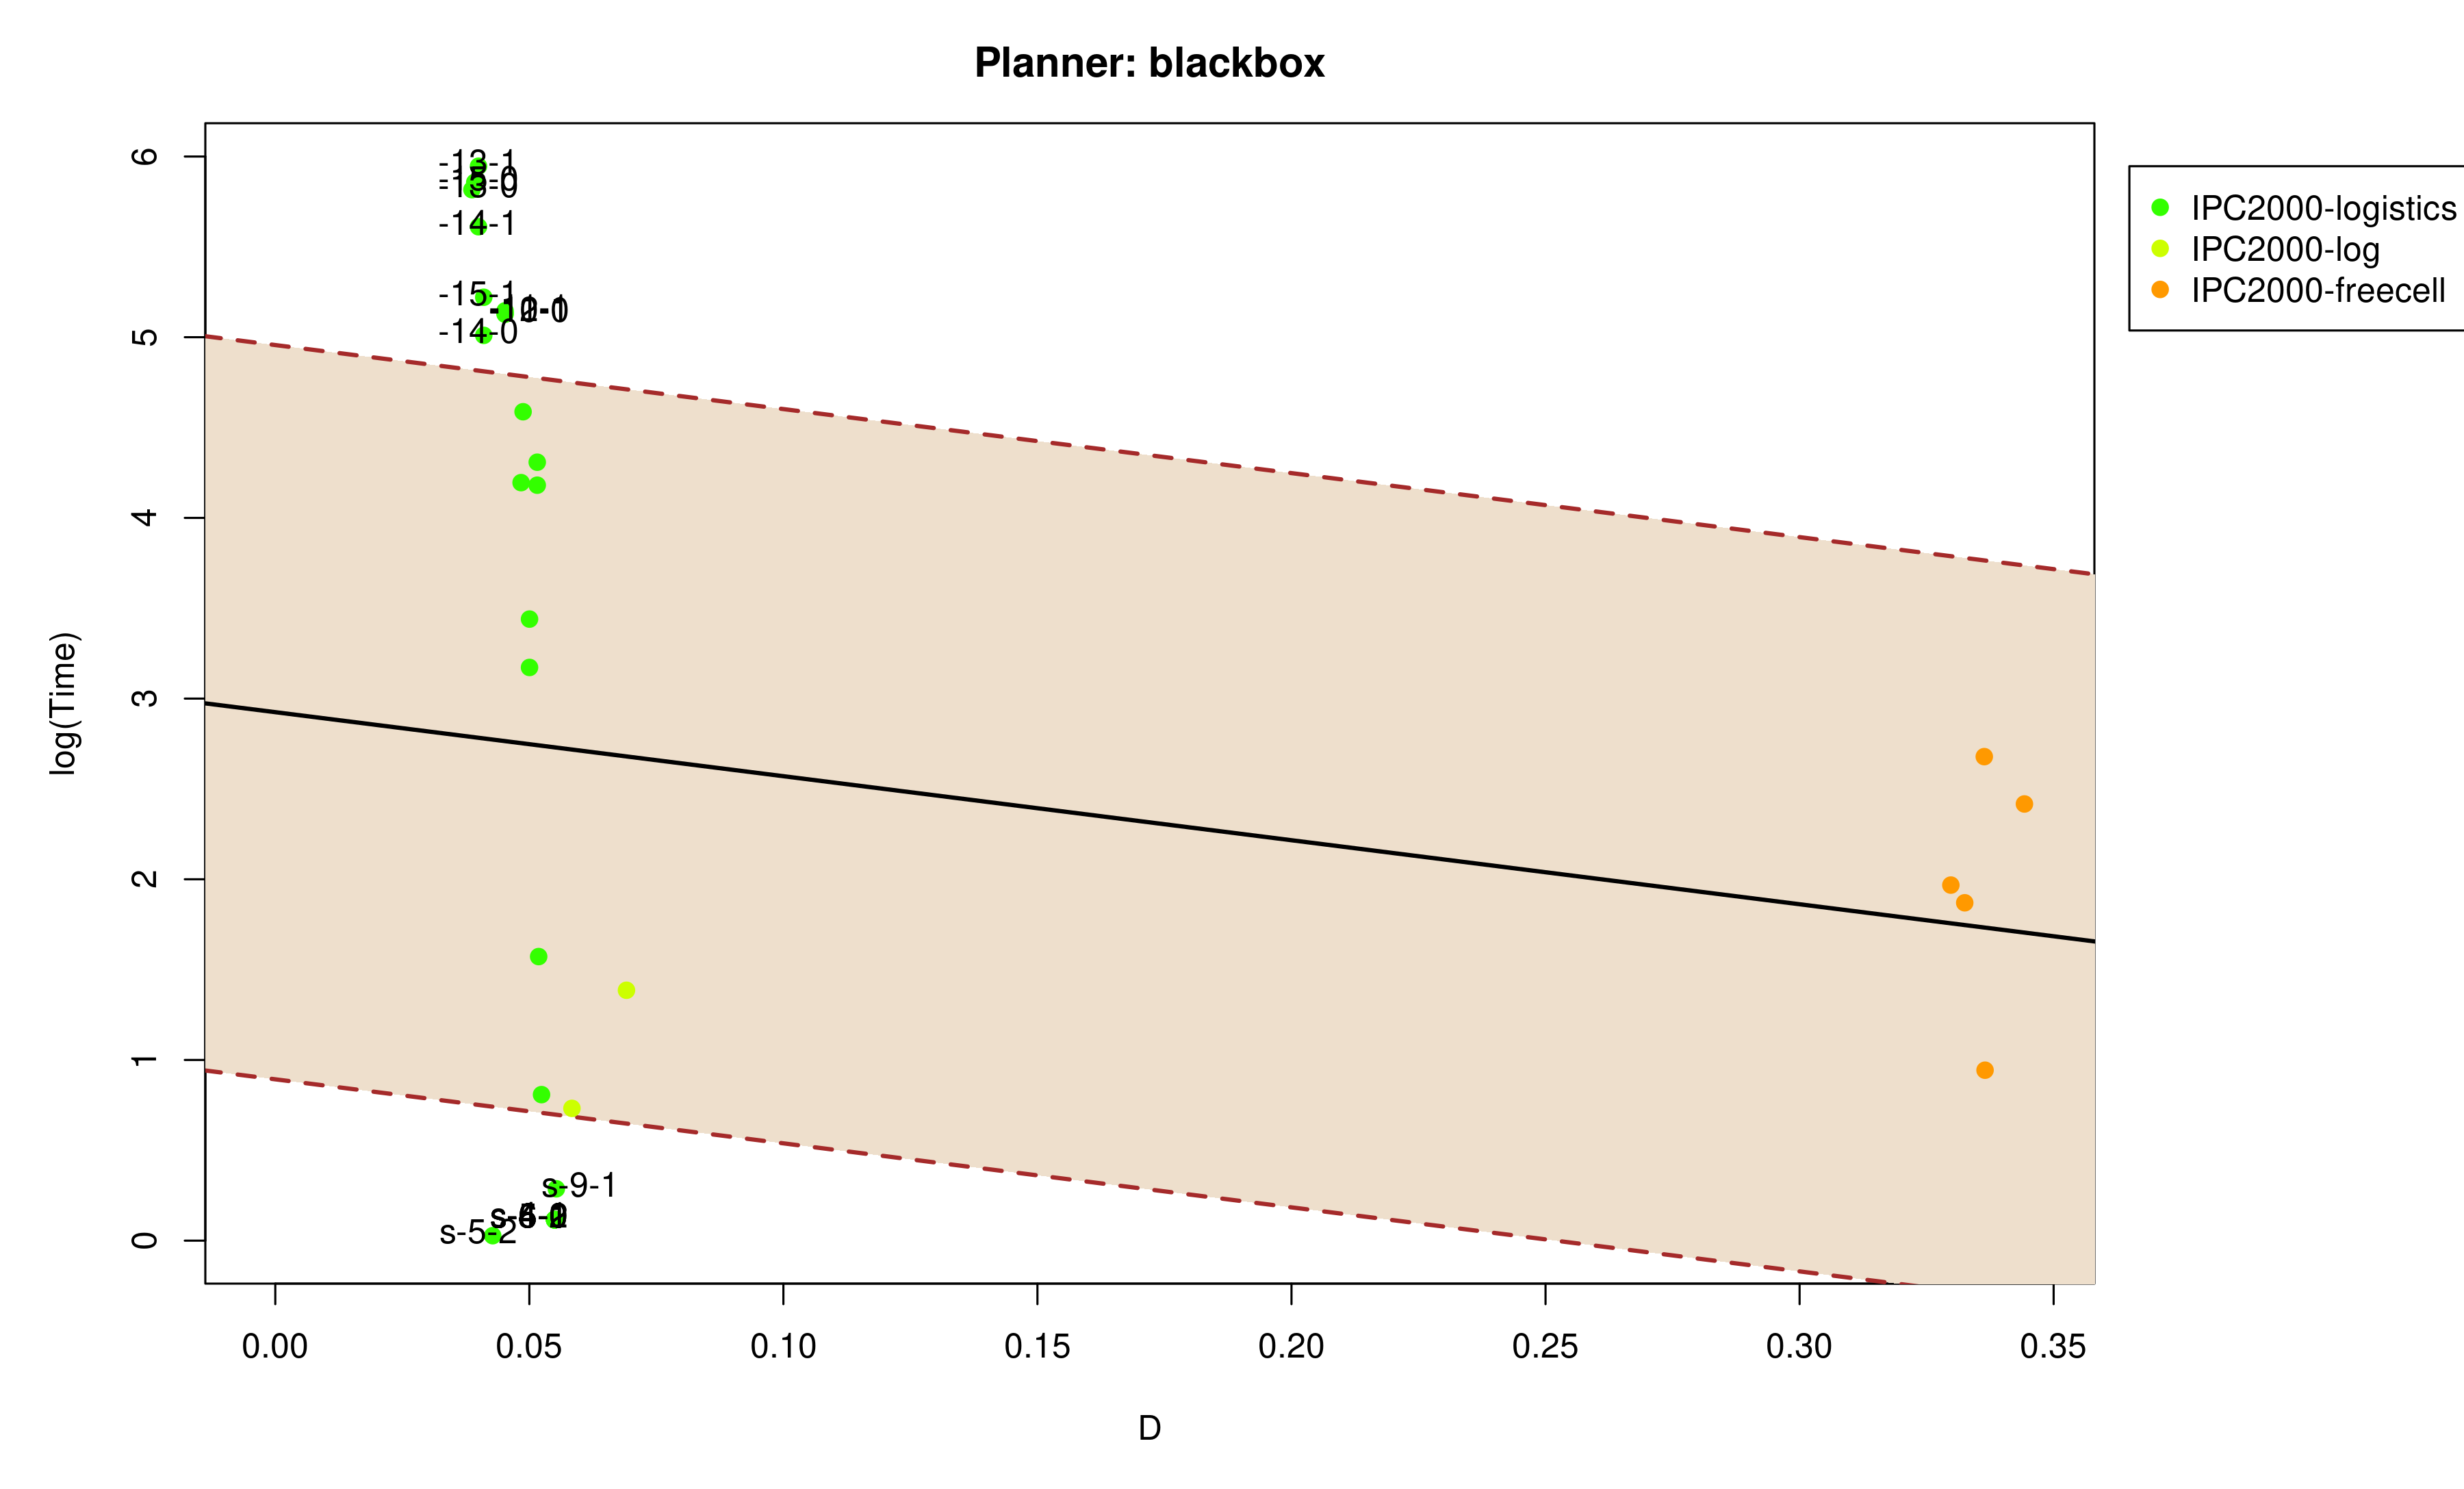 Planner: blackbox
6
5
4
3
2
1
0
log(Time)
-13-1
-14-1
-15-1
-14-0
s-9-1
s-5-2
0.00 0.05 0.10 0.15 0.20 0.25 0.30 0.35
D
IPC2000-logistics
IPC2000-log
IPC2000-freecell